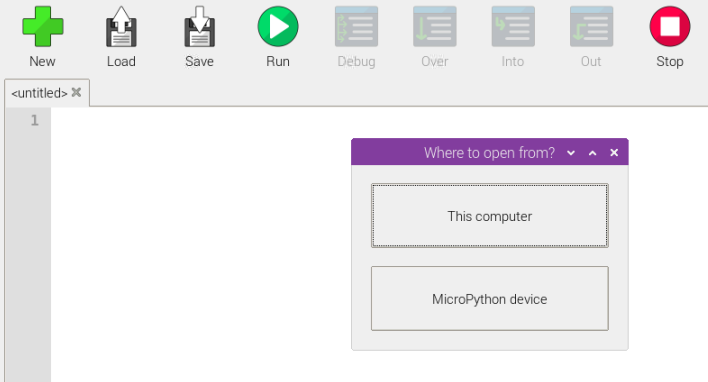 New Load Save Run Debug Over Into Out Stop
<untitled>
1
Where to open from?
This computer
MicroPython device